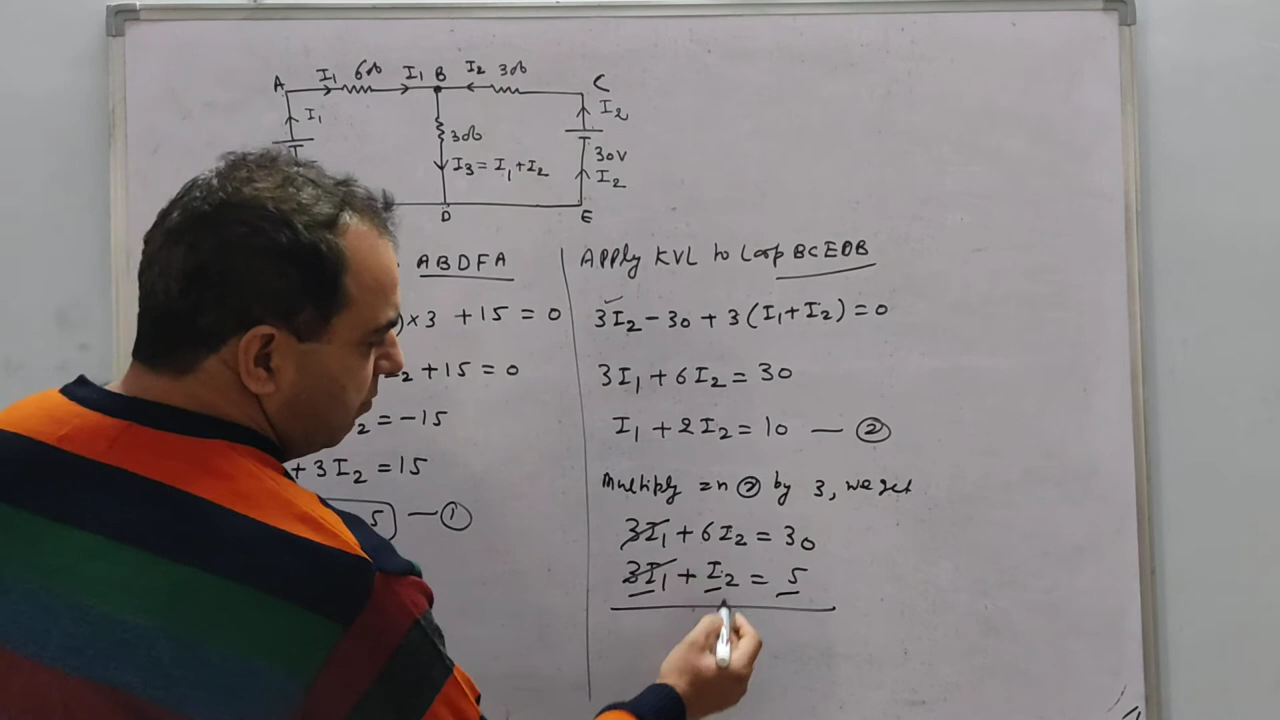 A I₁ 6Ω I₁ B I₂ 3Ω C
I₁ I₂
3Ω
30V
I₃ = I₁ + I₂ I₂
D E
ABDFA
)×3 + 15 = 0
I₂ + 15 = 0
₂ = -15
+ 3I₂ = 15
5 — ①
Apply KVL to Loop BCEDB
3I₂ - 30 + 3(I₁ + I₂) = 0
3I₁ + 6I₂ = 30
I₁ + 2I₂ = 10 — ②
Multiply =n ② by 3, we get
3I₁ + 6I₂ = 30
3I₁ + I₂ = 5